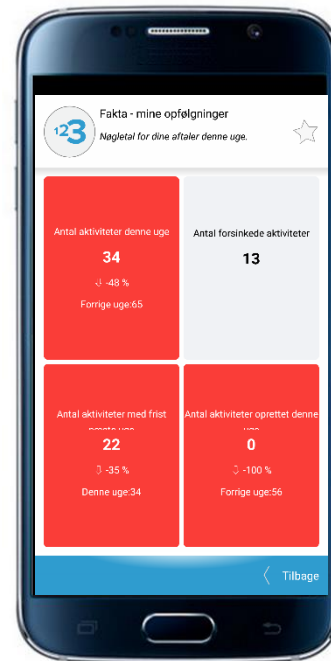 123
Fakta - mine opfølgninger
Nøgletal for dine aftaler denne uge.
Antal aktiviteter denne uge
34
-48 %
Forrige uge:65
Antal forsinkede aktiviteter
13
Antal aktiviteter med frist
22
-35 %
Denne uge:34
Antal aktiviteter oprettet denne
0
-100 %
Forrige uge:56
Tilbage